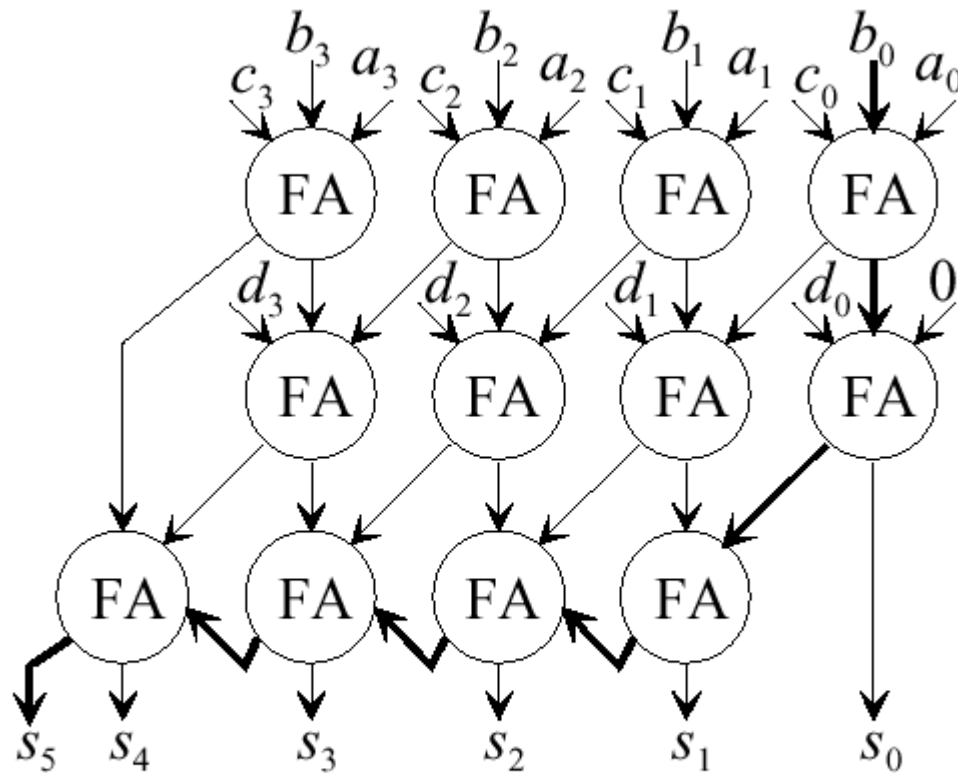 b₃ b₂ b₁ b₀
c₃ a₃ c₂ a₂ c₁ a₁ c₀ a₀
FA FA FA FA
d₃ d₂ d₁ d₀ 0
FA FA FA FA
FA FA FA FA
s₅ s₄ s₃ s₂ s₁ s₀